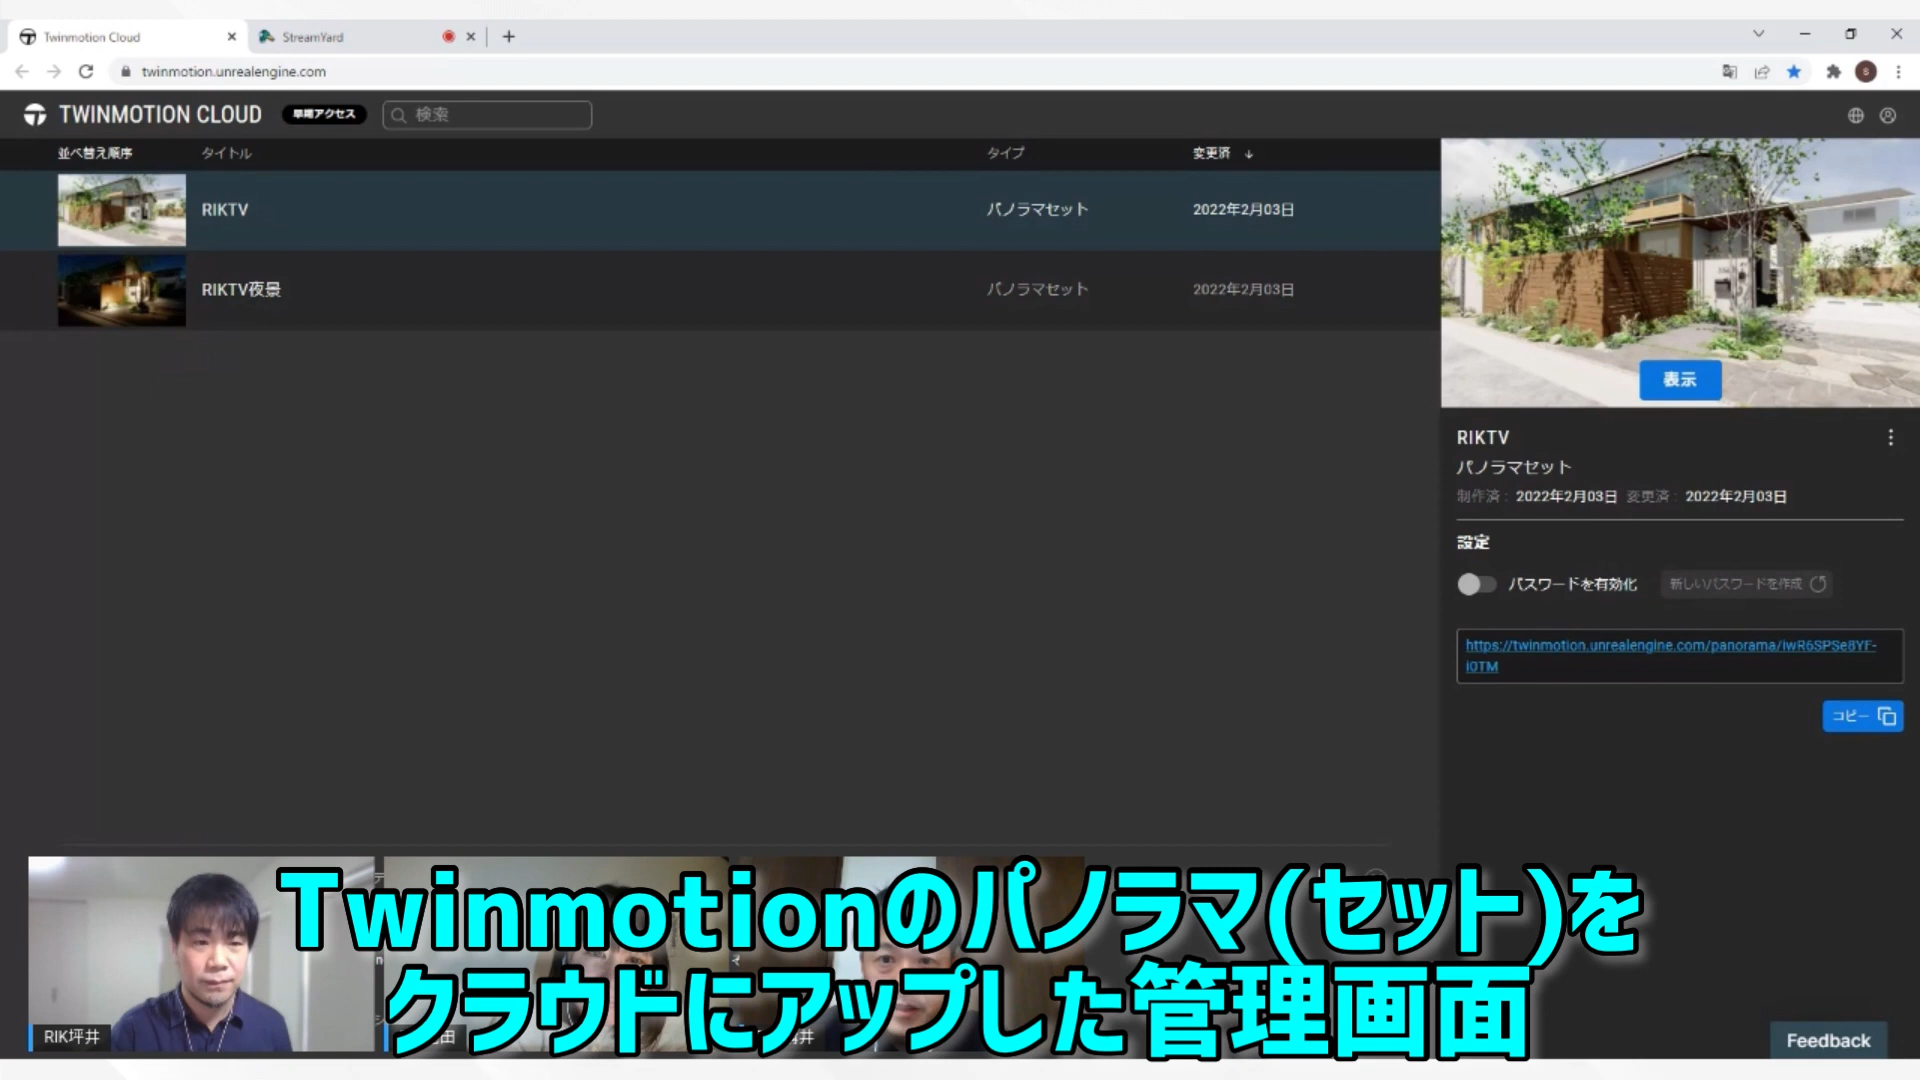 Twinmotion Cloud
StreamYard
twinmotion.unrealengine.com
TWINMOTION CLOUD
早期アクセス
検索
並べ替え順序 タイトル タイプ 変更済 ↓
RIKTV パノラマセット 2022年2月03日
RIKTV夜景 パノラマセット 2022年2月03日
表示
RIKTV
パノラマセット
制作済: 2022年2月03日 変更済: 2022年2月03日
設定
パスワードを有効化 新しいパスワードを作成
https://twinmotion.unrealengine.com/panorama/iwR6SPSe8YF-
i0TM
コピー
Twinmotionのパノラマ(セット)を
クラウドにアップした管理画面
RIK坪井
田
井
Feedback